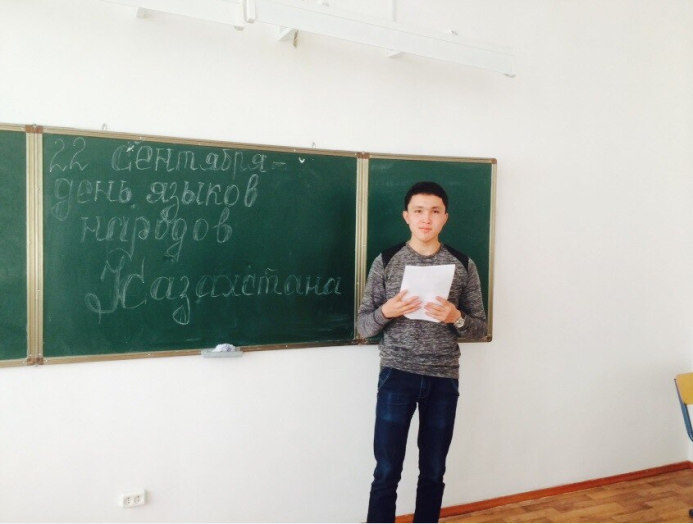 22 сентября-
день языков
народов
Казахстана